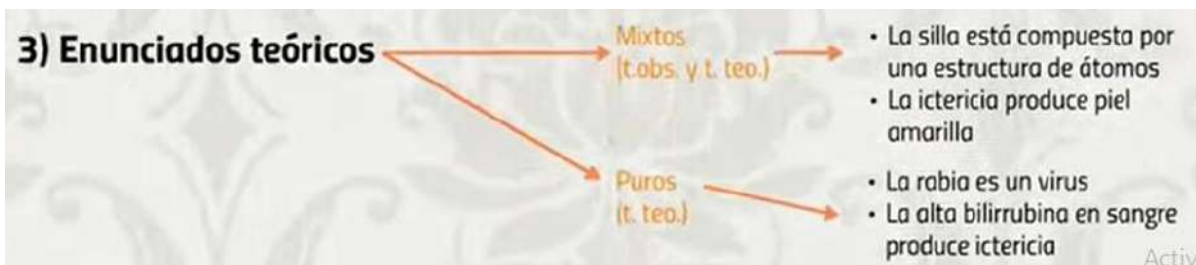 3) Enunciados teóricos
Mixtos
(t.obs. y t. teo.)
• La silla está compuesta por
una estructura de átomos
• La ictericia produce piel
amarilla
Puros
(t. teo.)
• La rabia es un virus
• La alta bilirrubina en sangre
produce ictericia
Activ